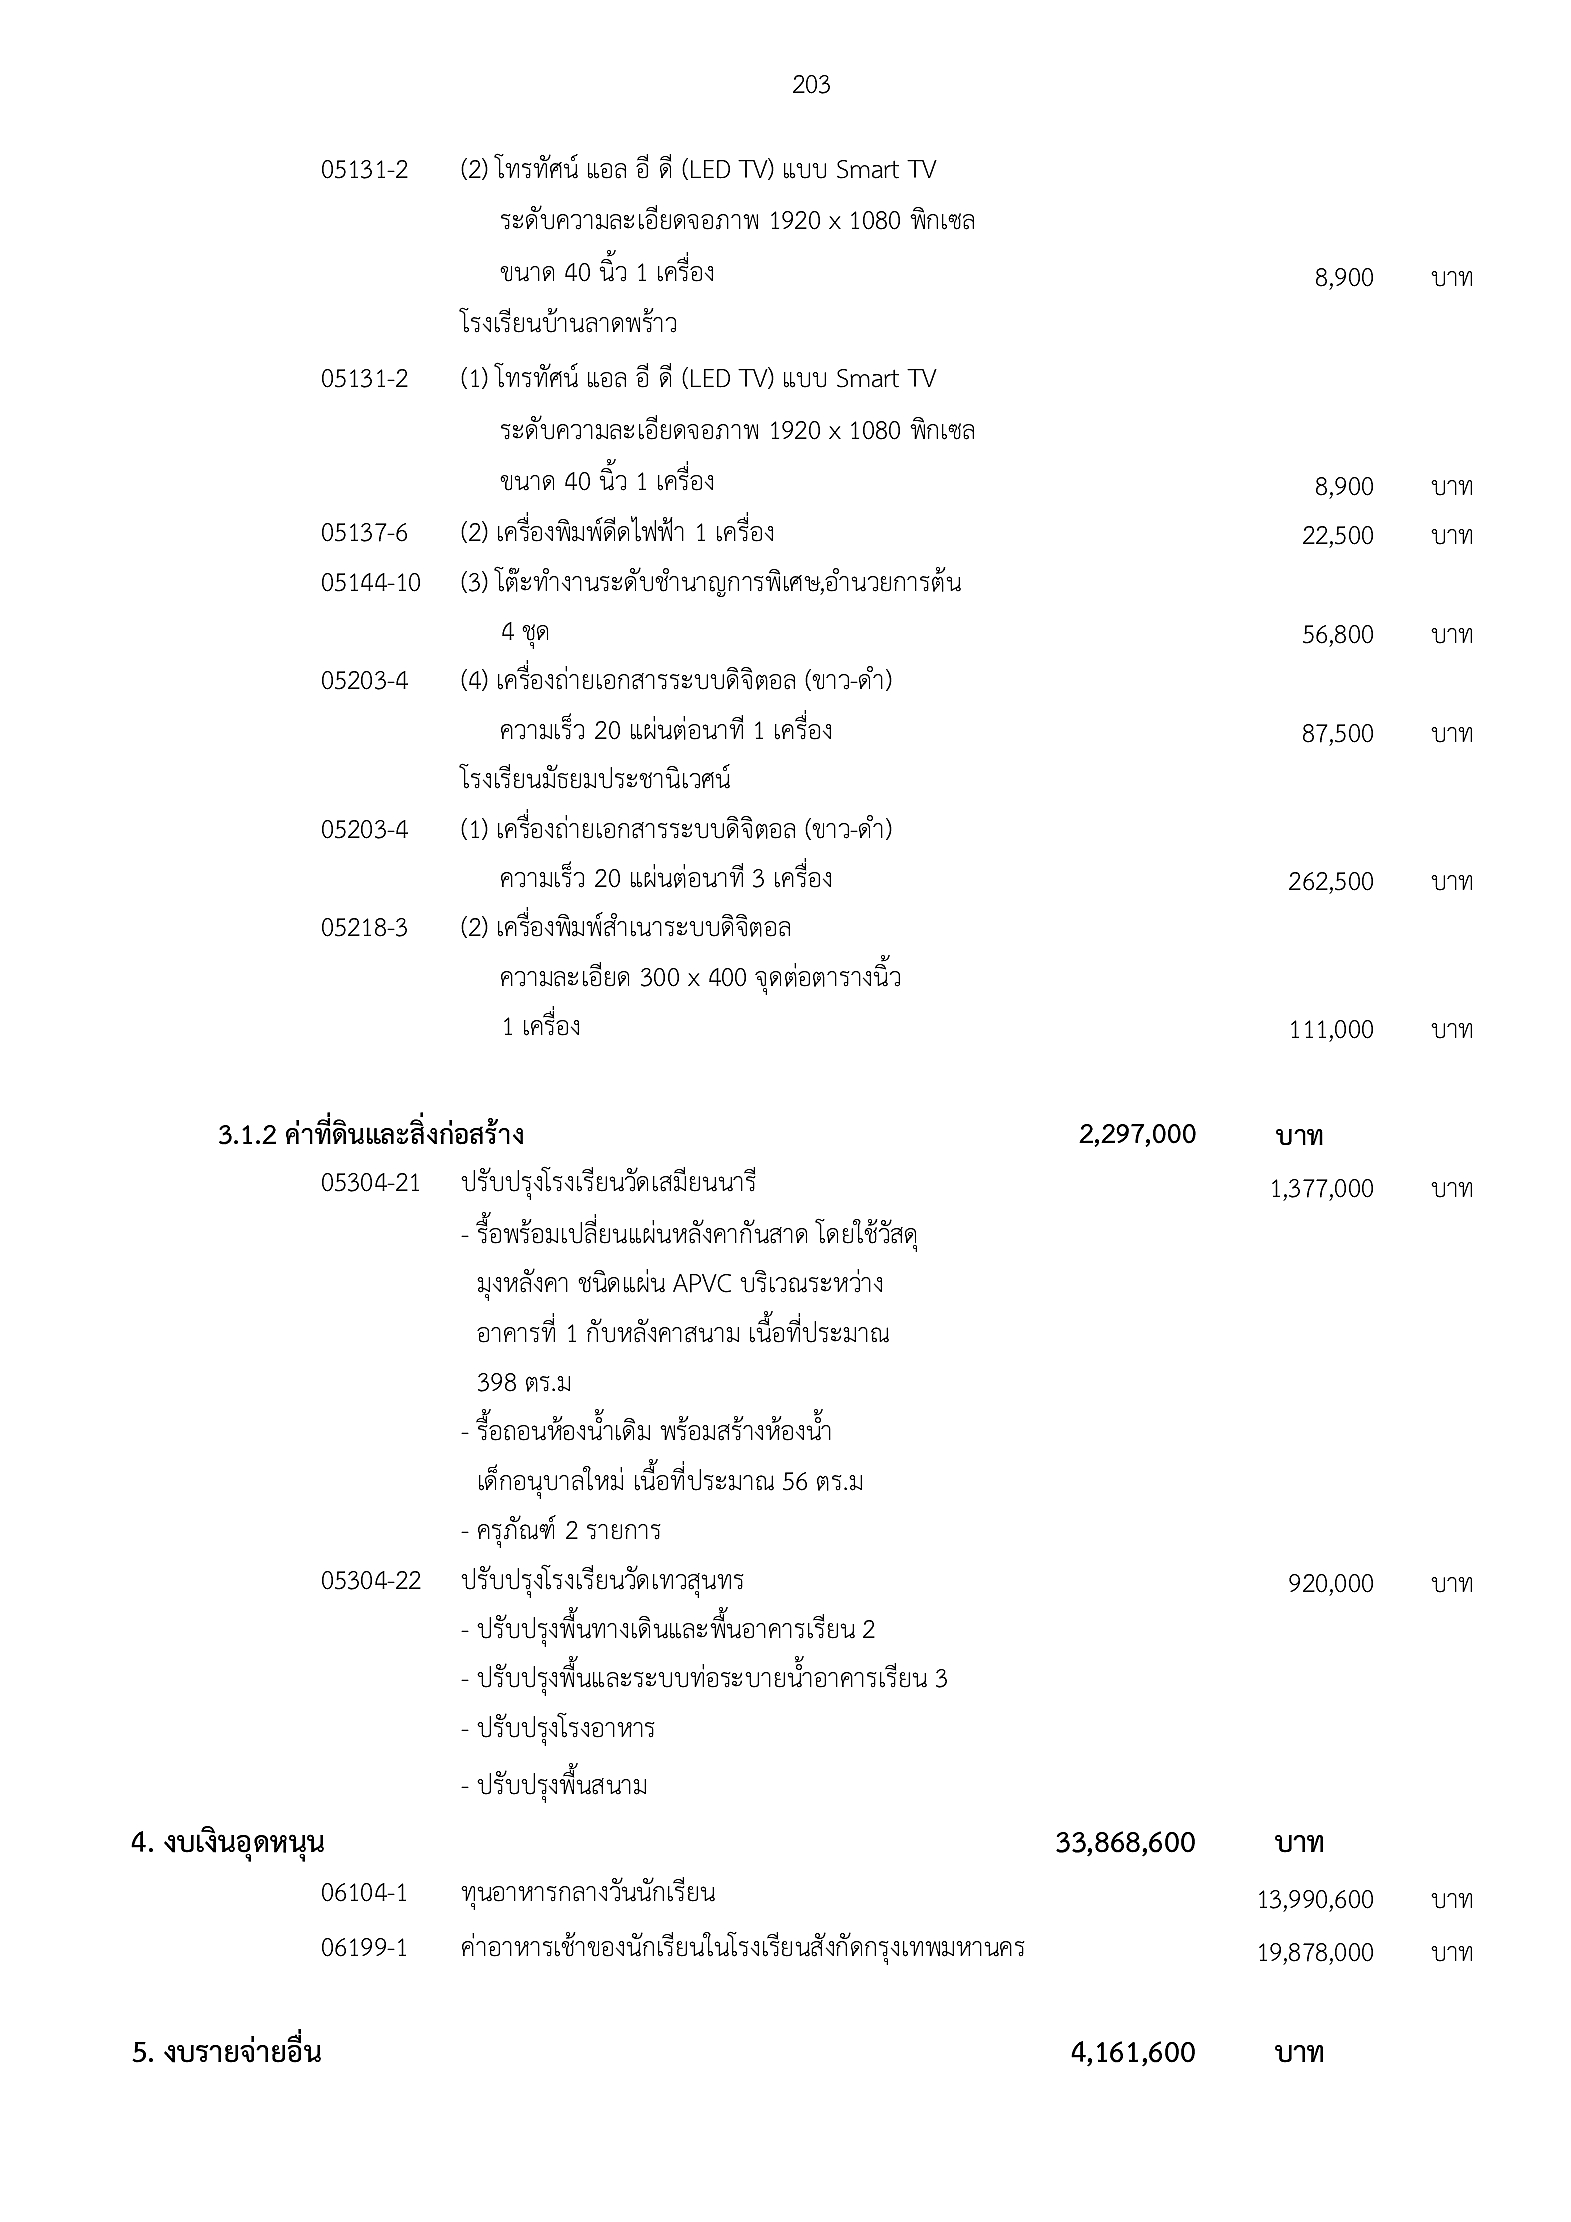 203
05131-2 (2) โทรทัศน์ แอล อี ดี (LED TV) แบบ Smart TV
ระดับความละเอียดจอภาพ 1920 x 1080 พิกเซล
ขนาด 40 นิ้ว 1 เครื่อง 8,900 บาท
โรงเรียนบ้านลาดพร้าว
05131-2 (1) โทรทัศน์ แอล อี ดี (LED TV) แบบ Smart TV
ระดับความละเอียดจอภาพ 1920 x 1080 พิกเซล
ขนาด 40 นิ้ว 1 เครื่อง 8,900 บาท
05137-6 (2) เครื่องพิมพ์ดีดไฟฟ้า 1 เครื่อง 22,500 บาท
05144-10 (3) โต๊ะทำงานระดับชำนาญการพิเศษ,อำนวยการต้น
4 ชุด 56,800 บาท
05203-4 (4) เครื่องถ่ายเอกสารระบบดิจิตอล (ขาว-ดำ)
ความเร็ว 20 แผ่นต่อนาที 1 เครื่อง 87,500 บาท
โรงเรียนมัธยมประชานิเวศน์
05203-4 (1) เครื่องถ่ายเอกสารระบบดิจิตอล (ขาว-ดำ)
ความเร็ว 20 แผ่นต่อนาที 3 เครื่อง 262,500 บาท
05218-3 (2) เครื่องพิมพ์สำเนาระบบดิจิตอล
ความละเอียด 300 x 400 จุดต่อตารางนิ้ว
1 เครื่อง 111,000 บาท
3.1.2 ค่าที่ดินและสิ่งก่อสร้าง 2,297,000 บาท
05304-21 ปรับปรุงโรงเรียนวัดเสมียนนารี 1,377,000 บาท
- รื้อพร้อมเปลี่ยนแผ่นหลังคากันสาด โดยใช้วัสดุ
มุงหลังคา ชนิดแผ่น APVC บริเวณระหว่าง
อาคารที่ 1 กับหลังคาสนาม เนื้อที่ประมาณ
398 ตร.ม
- รื้อถอนห้องน้ำเดิม พร้อมสร้างห้องน้ำ
เด็กอนุบาลใหม่ เนื้อที่ประมาณ 56 ตร.ม
- ครุภัณฑ์ 2 รายการ
05304-22 ปรับปรุงโรงเรียนวัดเทวสุนทร 920,000 บาท
- ปรับปรุงพื้นทางเดินและพื้นอาคารเรียน 2
- ปรับปรุงพื้นและระบบท่อระบายน้ำอาคารเรียน 3
- ปรับปรุงโรงอาหาร
- ปรับปรุงพื้นสนาม
4. งบเงินอุดหนุน 33,868,600 บาท
06104-1 ทุนอาหารกลางวันนักเรียน 13,990,600 บาท
06199-1 ค่าอาหารเช้าของนักเรียนในโรงเรียนสังกัดกรุงเทพมหานคร 19,878,000 บาท
5. งบรายจ่ายอื่น 4,161,600 บาท